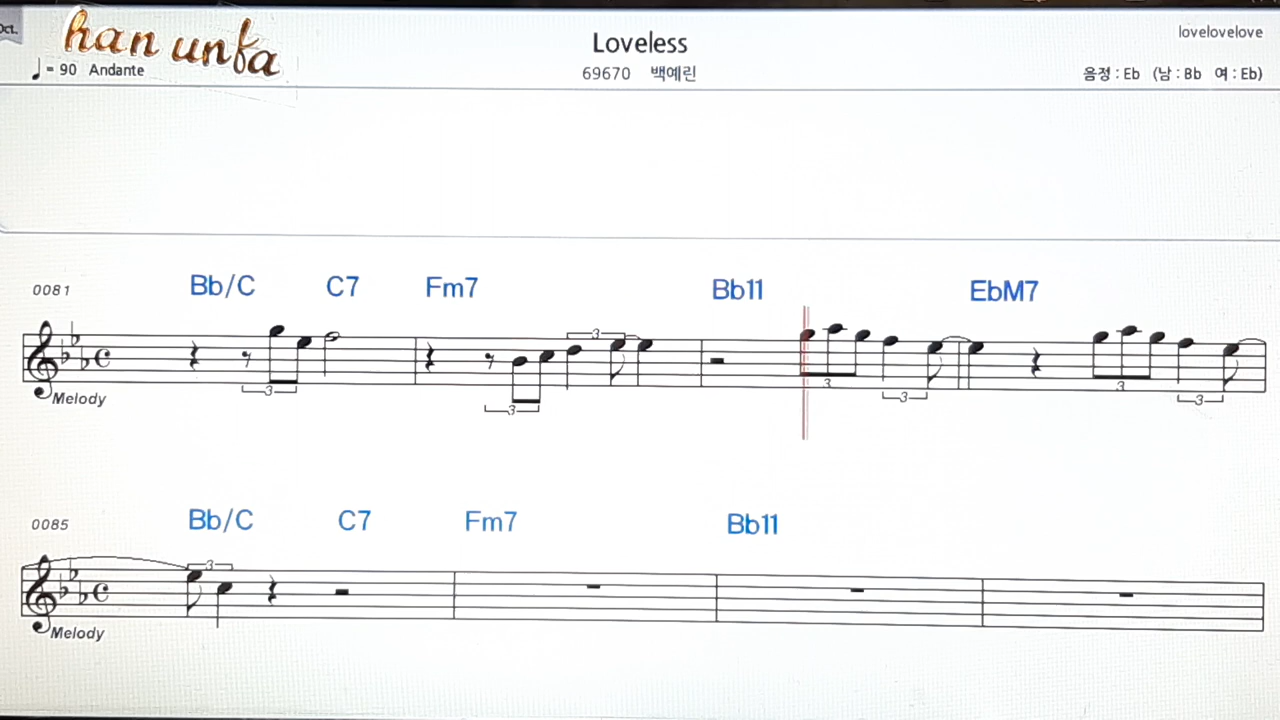 Oct.
han unfa
lovelovelove
Loveless
♩= 90 Andante
69670 백예린
음정 : Eb (남 : Bb 여 : Eb)
0081 Bb/C C7 Fm7 Bb11 EbM7
3 3 3 3 3 3 3
Melody
0085 Bb/C C7 Fm7 Bb11
3
Melody